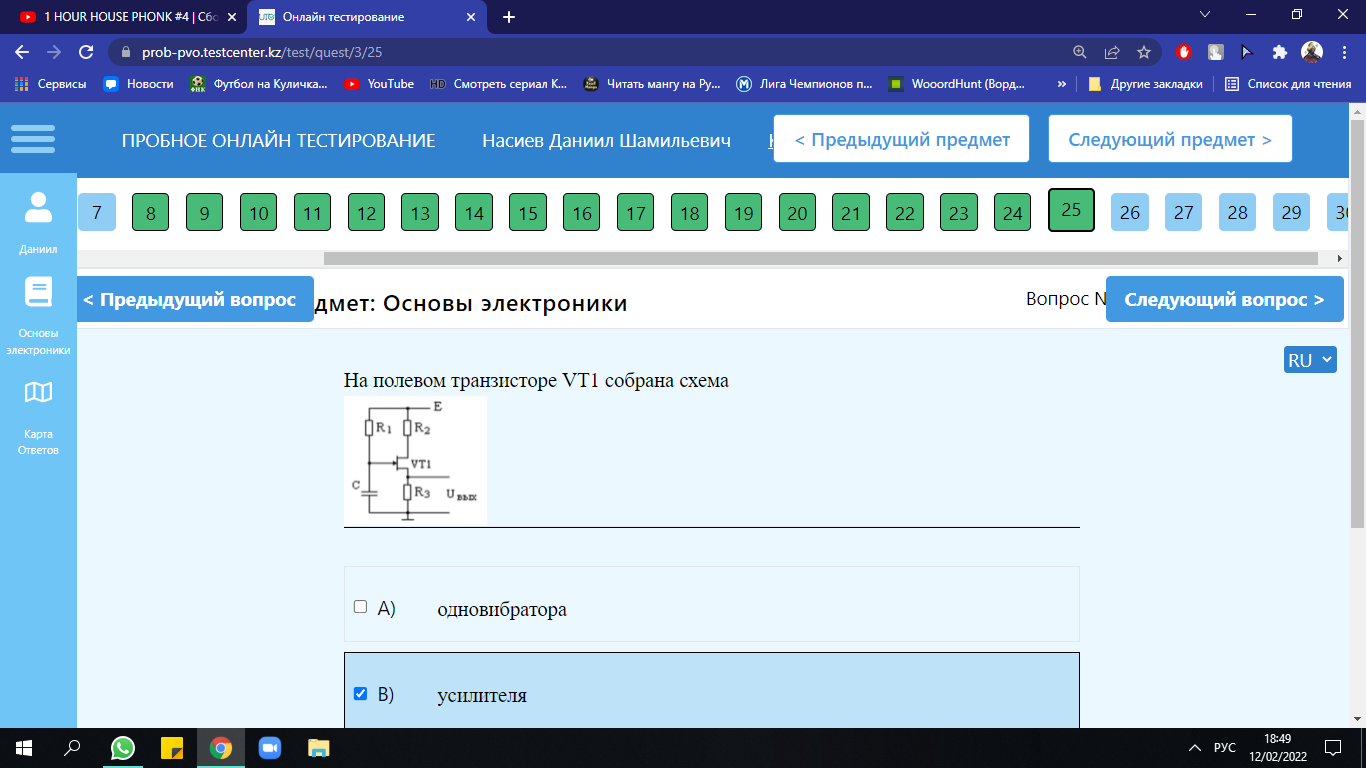 1 HOUR HOUSE PHONK #4 | Сбо
Онлайн тестирование
prob-pvo.testcenter.kz/test/quest/3/25
Сервисы Новости Футбол на Куличка... YouTube HD Смотреть сериал K... Читать мангу на Ру... Лига Чемпионов п... WooordHunt (Ворд... » Другие закладки Список для чтения
ПРОБНОЕ ОНЛАЙН ТЕСТИРОВАНИЕ Насиев Даниил Шамильевич < Предыдущий предмет Следующий предмет >
7 8 9 10 11 12 13 14 15 16 17 18 19 20 21 22 23 24 25 26 27 28 29 30
Даниил
Основы
электроники
Карта
Ответов
< Предыдущий вопрос дмет: Основы электроники Вопрос N Следующий вопрос >
RU
На полевом транзисторе VT1 собрана схема
E
R1 R2
VT1
C R3 U вых
A) одновибратора
B) усилителя
РУС
18:49
12/02/2022